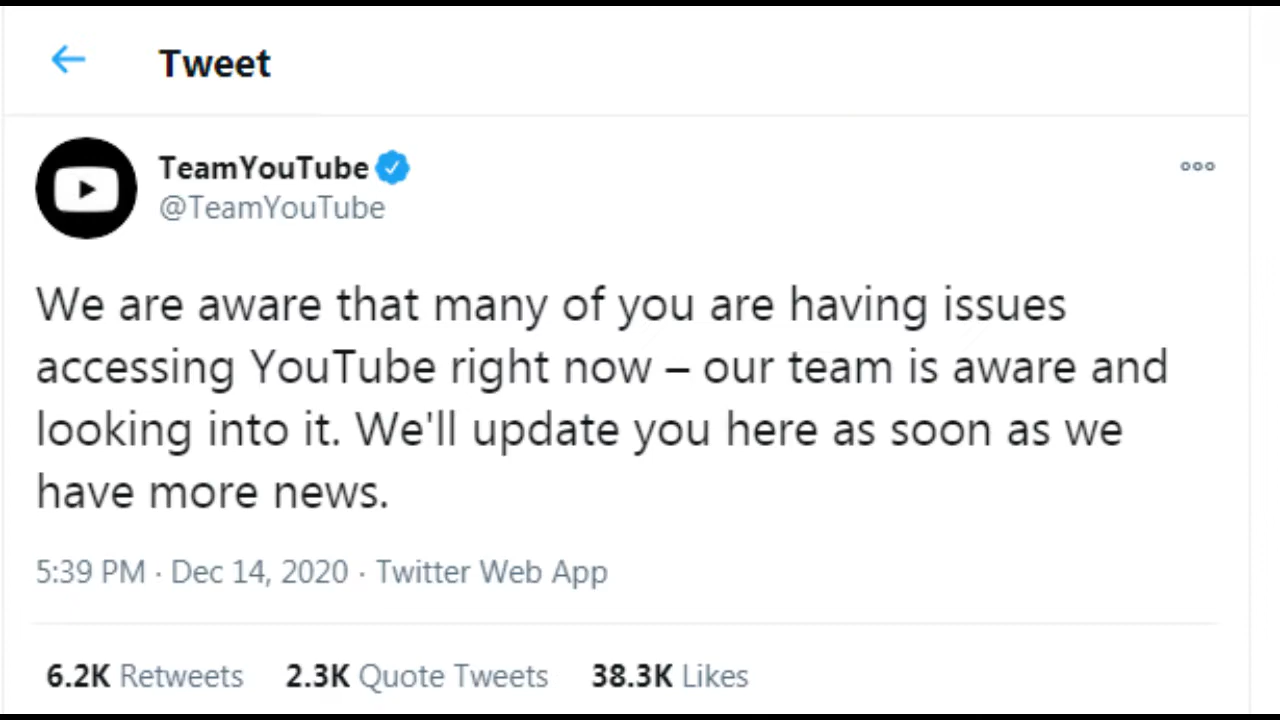 Tweet
TeamYouTube
@TeamYouTube
We are aware that many of you are having issues
accessing YouTube right now – our team is aware and
looking into it. We'll update you here as soon as we
have more news.
5:39 PM · Dec 14, 2020 · Twitter Web App
6.2K Retweets 2.3K Quote Tweets 38.3K Likes